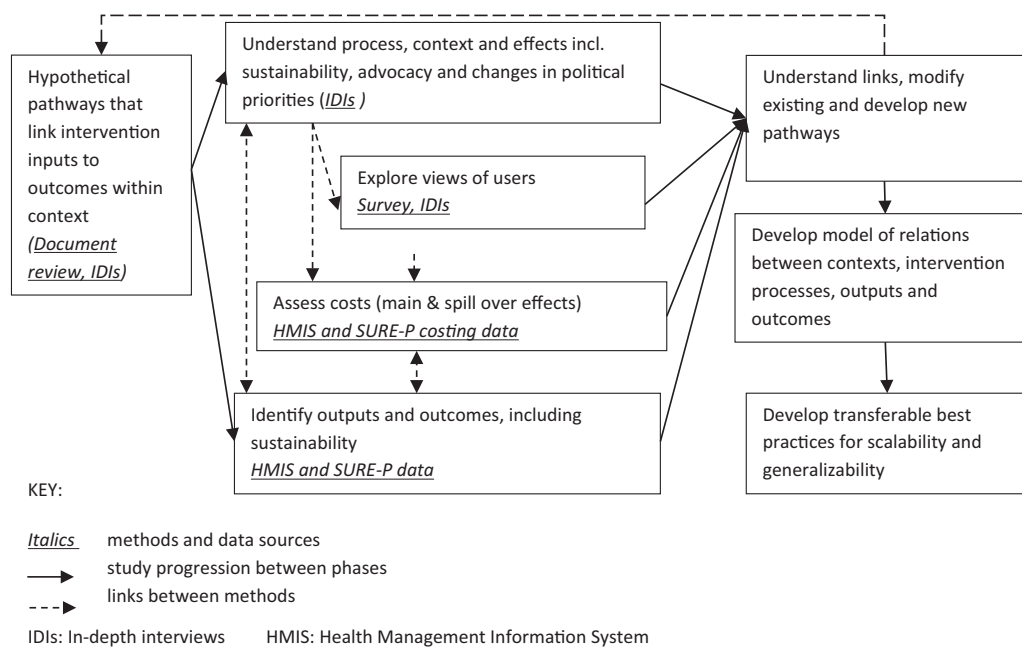 Hypothetical
pathways that
link intervention
inputs to
outcomes within
context
(Document
review, IDIs)
Understand process, context and effects incl.
sustainability, advocacy and changes in political
priorities (IDIs )
Explore views of users
Survey, IDIs
Assess costs (main & spill over effects)
HMIS and SURE-P costing data
Identify outputs and outcomes, including
sustainability
HMIS and SURE-P data
Understand links, modify
existing and develop new
pathways
Develop model of relations
between contexts, intervention
processes, outputs and
outcomes
Develop transferable best
practices for scalability and
generalizability
KEY:
Italics methods and data sources
study progression between phases
links between methods
IDIs: In-depth interviews HMIS: Health Management Information System